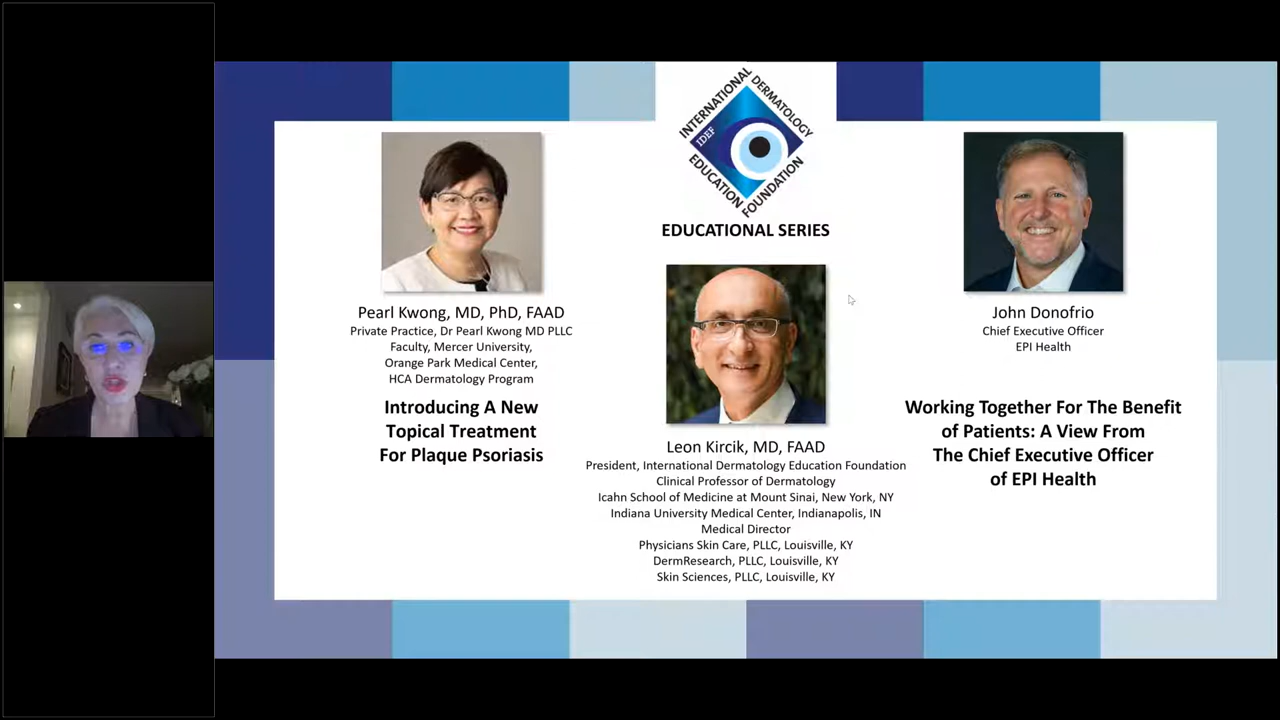 INTERNATIONAL DERMATOLOGY
IDEF
EDUCATION FOUNDATION
EDUCATIONAL SERIES
Pearl Kwong, MD, PhD, FAAD
Private Practice, Dr Pearl Kwong MD PLLC
Faculty, Mercer University,
Orange Park Medical Center,
HCA Dermatology Program
Introducing A New
Topical Treatment
For Plaque Psoriasis
Leon Kircik, MD, FAAD
President, International Dermatology Education Foundation
Clinical Professor of Dermatology
Icahn School of Medicine at Mount Sinai, New York, NY
Indiana University Medical Center, Indianapolis, IN
Medical Director
Physicians Skin Care, PLLC, Louisville, KY
DermResearch, PLLC, Louisville, KY
Skin Sciences, PLLC, Louisville, KY
John Donofrio
Chief Executive Officer
EPI Health
Working Together For The Benefit
of Patients: A View From
The Chief Executive Officer
of EPI Health